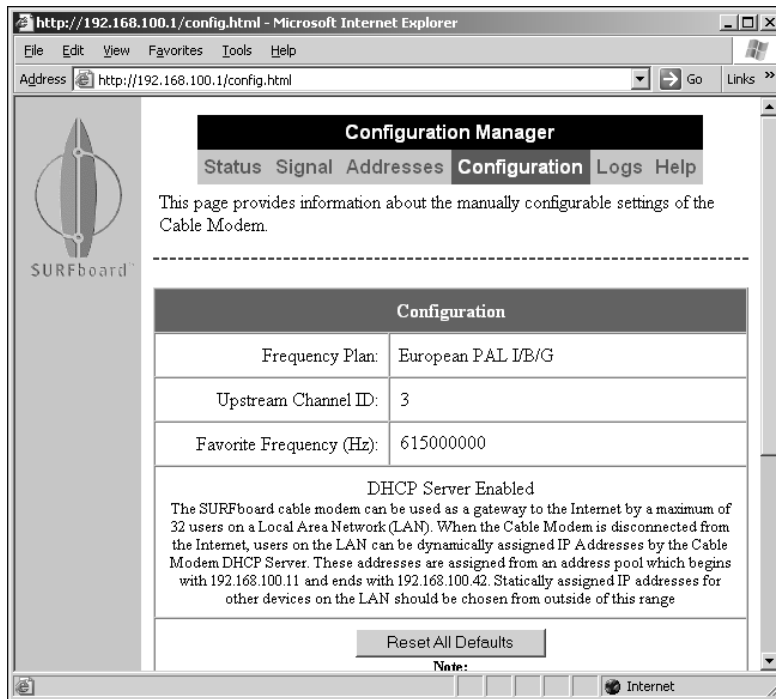 http://192.168.100.1/config.html - Microsoft Internet Explorer
File Edit View Favorites Tools Help
Address http://192.168.100.1/config.html Go Links »
Configuration Manager
Status Signal Addresses Configuration Logs Help
This page provides information about the manually configurable settings of the
Cable Modem.
SURFboard™
Configuration
Frequency Plan: European PAL I/B/G
Upstream Channel ID: 3
Favorite Frequency (Hz): 615000000
DHCP Server Enabled
The SURFboard cable modem can be used as a gateway to the Internet by a maximum of
32 users on a Local Area Network (LAN). When the Cable Modem is disconnected from
the Internet, users on the LAN can be dynamically assigned IP Addresses by the Cable
Modem DHCP Server. These addresses are assigned from an address pool which begins
with 192.168.100.11 and ends with 192.168.100.42. Statically assigned IP addresses for
other devices on the LAN should be chosen from outside of this range
Reset All Defaults
Note:
Internet